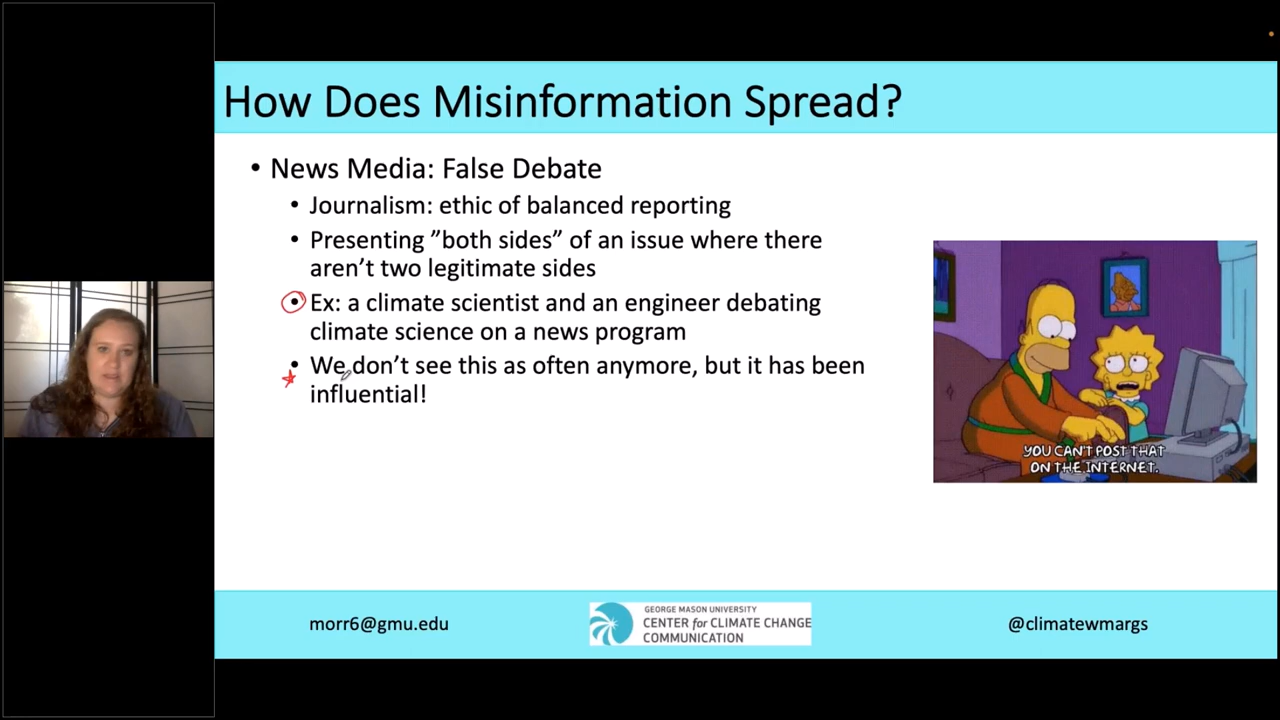 How Does Misinformation Spread?
• News Media: False Debate
• Journalism: ethic of balanced reporting
• Presenting ”both sides” of an issue where there
aren’t two legitimate sides
• Ex: a climate scientist and an engineer debating
climate science on a news program
• We don’t see this as often anymore, but it has been
influential!
YOU CAN'T POST THAT
ON THE INTERNET.
morr6@gmu.edu
GEORGE MASON UNIVERSITY
CENTER for CLIMATE CHANGE
COMMUNICATION
@climatewmargs